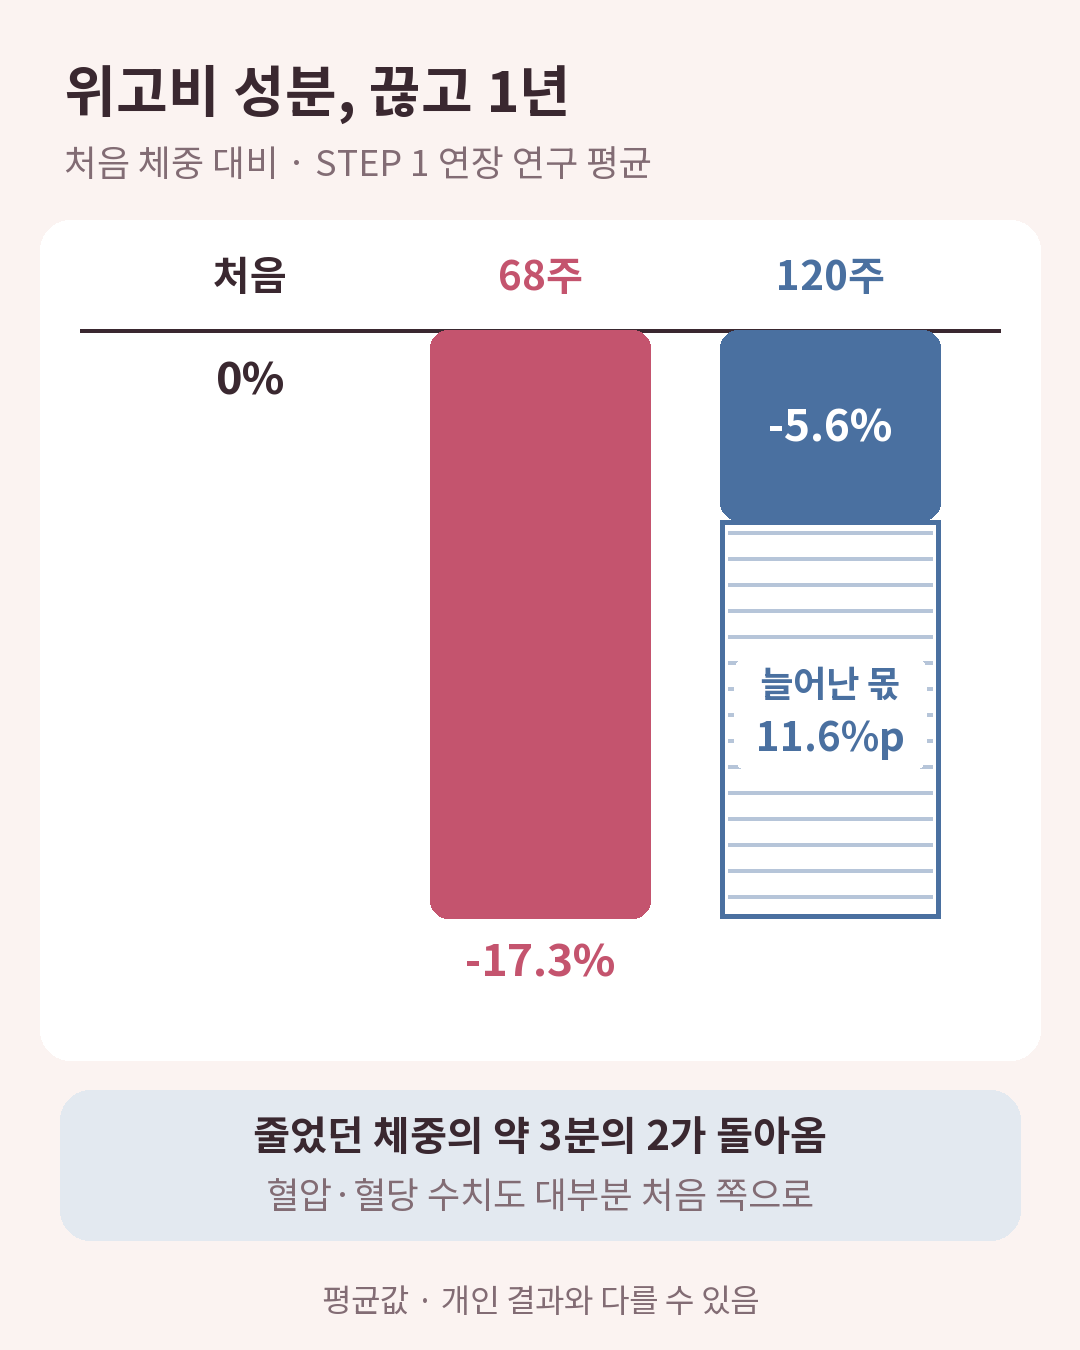 위고비 성분, 끊고 1년
처음 체중 대비 · STEP 1 연장 연구 평균
처음
68주
120주
0%
-5.6%
늘어난 몫
11.6%p
-17.3%
줄었던 체중의 약 3분의 2가 돌아옴
혈압·혈당 수치도 대부분 처음 쪽으로
평균값 · 개인 결과와 다를 수 있음